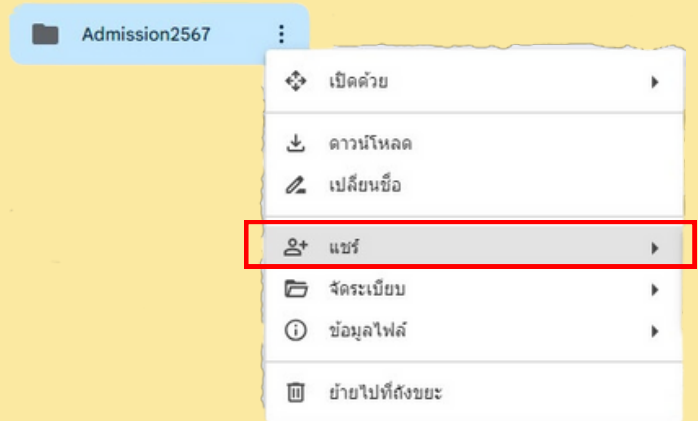 Admission2567
เปิดด้วย
ดาวน์โหลด
เปลี่ยนชื่อ
แชร์
จัดระเบียบ
ข้อมูลไฟล์
ย้ายไปที่ถังขยะ